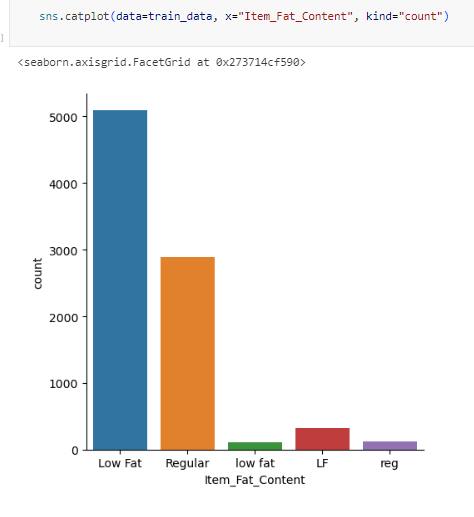 sns.catplot(data=train_data, x="Item_Fat_Content", kind="count")
]
<seaborn.axisgrid.FacetGrid at 0x273714cf590>
5000
4000
3000
2000
1000
0
count
Low Fat Regular low fat LF reg
Item_Fat_Content